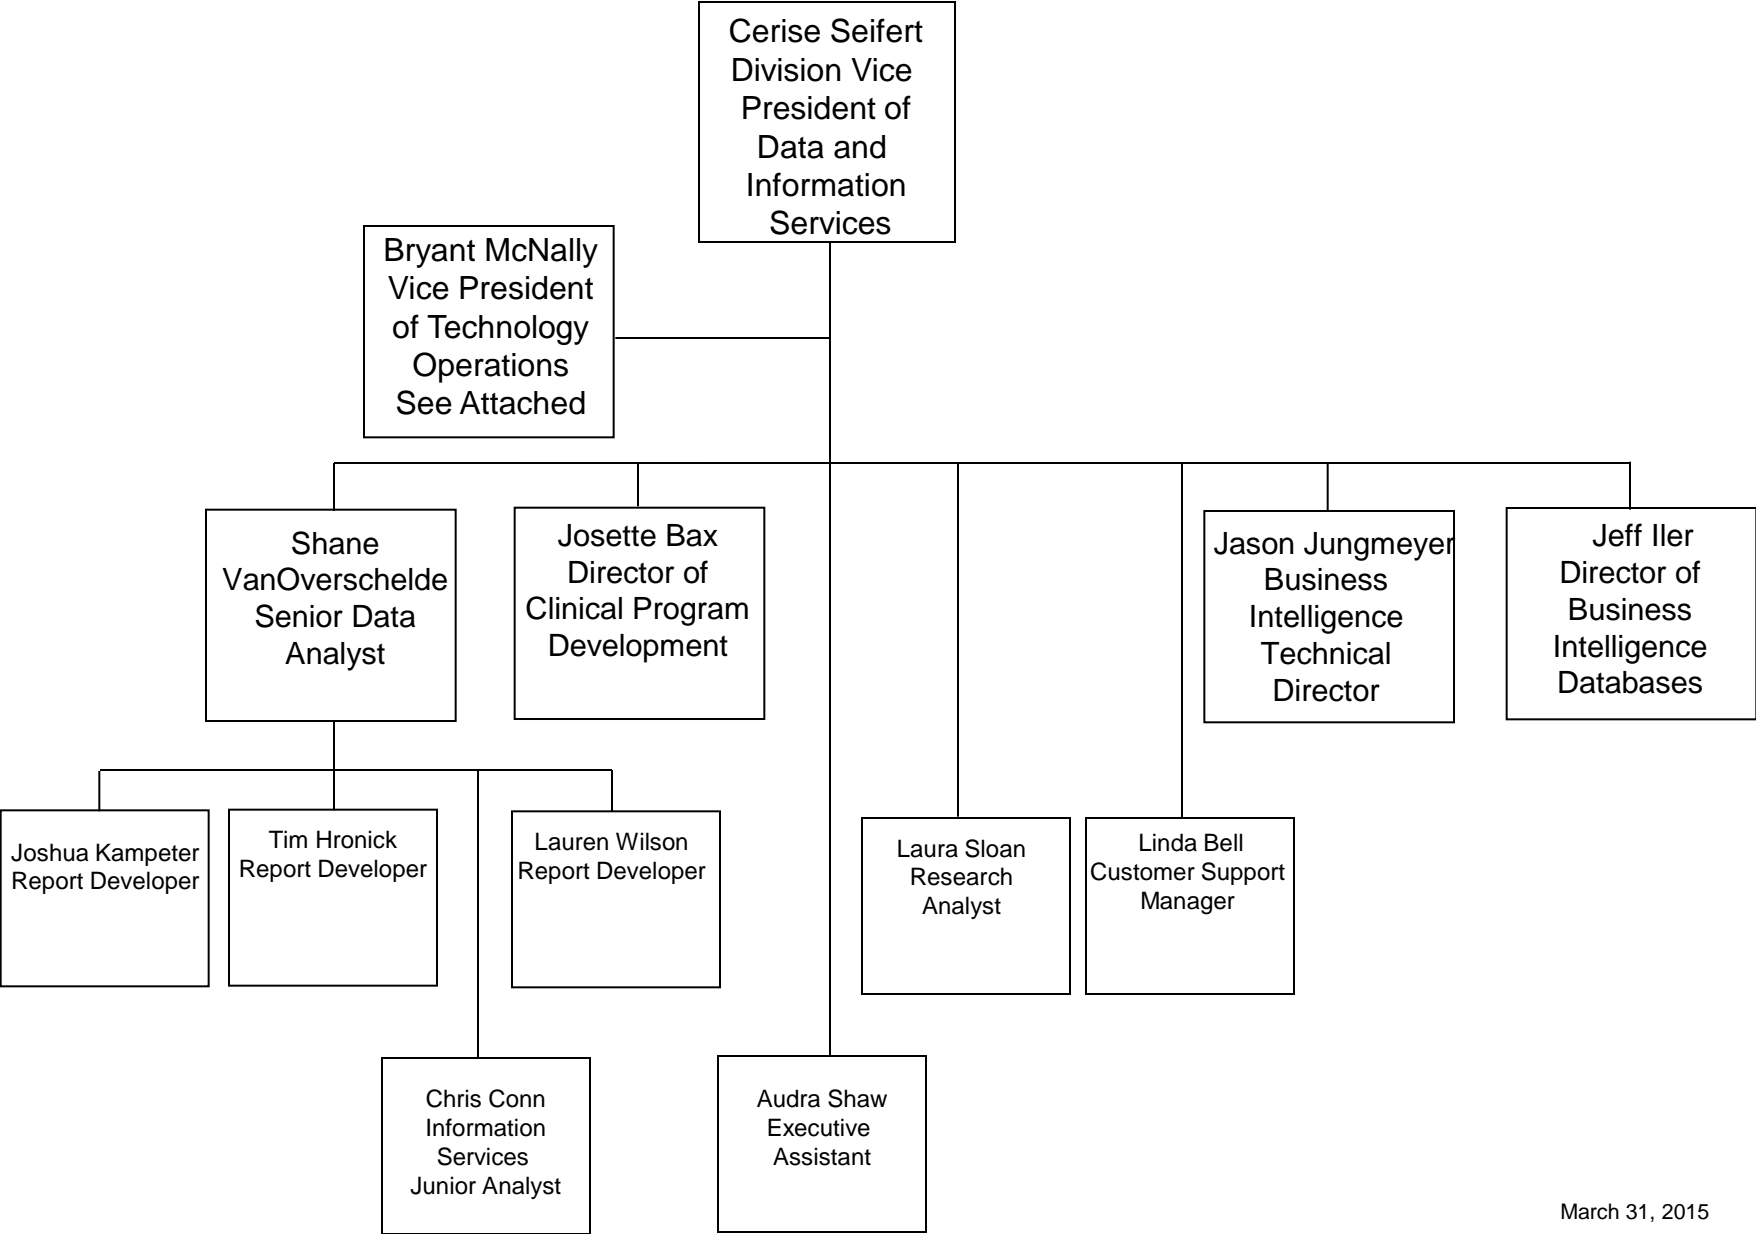 Cerise Seifert
Division Vice
President of
Data and
Information
Services
Bryant McNally
Vice President
of Technology
Operations
See Attached
Shane
VanOverschelde
Senior Data
Analyst
Josette Bax
Director of
Clinical Program
Development
Jason Jungmeyer
Business
Intelligence
Technical
Director
Jeff Iler
Director of
Business
Intelligence
Databases
Joshua Kampeter
Report Developer
Tim Hronick
Report Developer
Lauren Wilson
Report Developer
Laura Sloan
Research
Analyst
Linda Bell
Customer Support
Manager
Chris Conn
Information
Services
Junior Analyst
Audra Shaw
Executive
Assistant
March 31, 2015